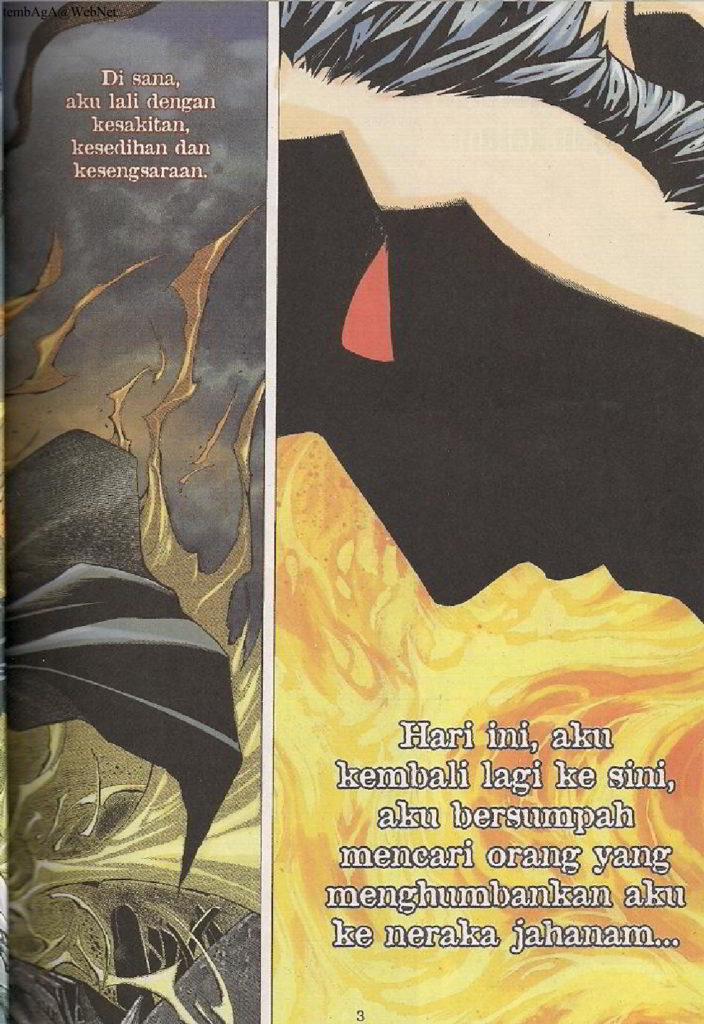 tembAgA@WebNet
Di sana,
aku lali dengan
kesakitan,
kesedihan dan
kesengsaraan.
Hari ini, aku
kembali lagi ke sini,
aku bersumpah
mencari orang yang
menghumbankan aku
ke neraka jahanam...
3